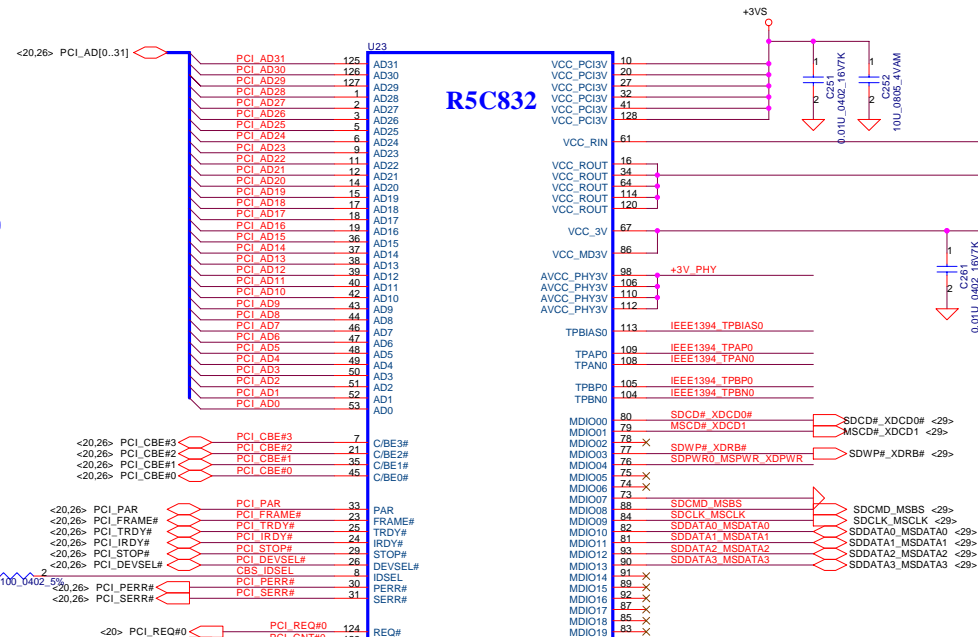 +3VS
<20,26> PCI_AD[0..31]
U23
R5C832
PCI_AD31 125 AD31
PCI_AD30 126 AD30
PCI_AD29 127 AD29
PCI_AD28 1 AD28
PCI_AD27 2 AD27
PCI_AD26 3 AD26
PCI_AD25 5 AD25
PCI_AD24 6 AD24
PCI_AD23 9 AD23
PCI_AD22 11 AD22
PCI_AD21 12 AD21
PCI_AD20 14 AD20
PCI_AD19 15 AD19
PCI_AD18 17 AD18
PCI_AD17 18 AD17
PCI_AD16 19 AD16
PCI_AD15 36 AD15
PCI_AD14 37 AD14
PCI_AD13 38 AD13
PCI_AD12 39 AD12
PCI_AD11 40 AD11
PCI_AD10 42 AD10
PCI_AD9 43 AD9
PCI_AD8 44 AD8
PCI_AD7 46 AD7
PCI_AD6 47 AD6
PCI_AD5 48 AD5
PCI_AD4 49 AD4
PCI_AD3 50 AD3
PCI_AD2 51 AD2
PCI_AD1 52 AD1
PCI_AD0 53 AD0
<20,26> PCI_CBE#3 PCI_CBE#3 7 C/BE3#
<20,26> PCI_CBE#2 PCI_CBE#2 21 C/BE2#
<20,26> PCI_CBE#1 PCI_CBE#1 35 C/BE1#
<20,26> PCI_CBE#0 PCI_CBE#0 45 C/BE0#
<20,26> PCI_PAR PCI_PAR 33 PAR
<20,26> PCI_FRAME# PCI_FRAME# 23 FRAME#
<20,26> PCI_TRDY# PCI_TRDY# 25 TRDY#
<20,26> PCI_IRDY# PCI_IRDY# 24 IRDY#
<20,26> PCI_STOP# PCI_STOP# 29 STOP#
<20,26> PCI_DEVSEL# PCI_DEVSEL# 26 DEVSEL#
2 100_0402_5% CBS_IDSEL 8 IDSEL
<20,26> PCI_PERR# PCI_PERR# 30 PERR#
<20,26> PCI_SERR# PCI_SERR# 31 SERR#
<20> PCI_REQ#0 PCI_REQ#0 124 REQ#
VCC_PCI3V 10
VCC_PCI3V 20
VCC_PCI3V 27
VCC_PCI3V 32
VCC_PCI3V 41
VCC_PCI3V 128
VCC_RIN 61
VCC_ROUT 16
VCC_ROUT 34
VCC_ROUT 64
VCC_ROUT 114
VCC_ROUT 120
VCC_3V 67
VCC_MD3V 86
AVCC_PHY3V 98 +3V_PHY
AVCC_PHY3V 106
AVCC_PHY3V 110
AVCC_PHY3V 112
TPBIAS0 113 IEEE1394_TPBIAS0
TPAP0 109 IEEE1394_TPAP0
TPAN0 108 IEEE1394_TPAN0
TPBP0 105 IEEE1394_TPBP0
TPBN0 104 IEEE1394_TPBN0
MDIO00 80 SDCD#_XDCD0# SDCD#_XDCD0# <29>
MDIO01 79 MSCD#_XDCD1 MSCD#_XDCD1 <29>
MDIO02 78
MDIO03 77 SDWP#_XDRB# SDWP#_XDRB# <29>
MDIO04 76 SDPWR0_MSPWR_XDPWR
MDIO05 75
MDIO06 74
MDIO07 73
MDIO08 88 SDCMD_MSBS SDCMD_MSBS <29>
MDIO09 84 SDCLK_MSCLK SDCLK_MSCLK <29>
MDIO10 82 SDDATA0_MSDATA0 SDDATA0_MSDATA0 <29>
MDIO11 81 SDDATA1_MSDATA1 SDDATA1_MSDATA1 <29>
MDIO12 93 SDDATA2_MSDATA2 SDDATA2_MSDATA2 <29>
MDIO13 90 SDDATA3_MSDATA3 SDDATA3_MSDATA3 <29>
MDIO14 91
MDIO15 89
MDIO16 92
MDIO17 87
MDIO18 85
MDIO19 83
1 2 C251 0.01U_0402_16V7K
1 2 C252 10U_0805_4VAM
1 2 C261 0.01U_0402_16V7K